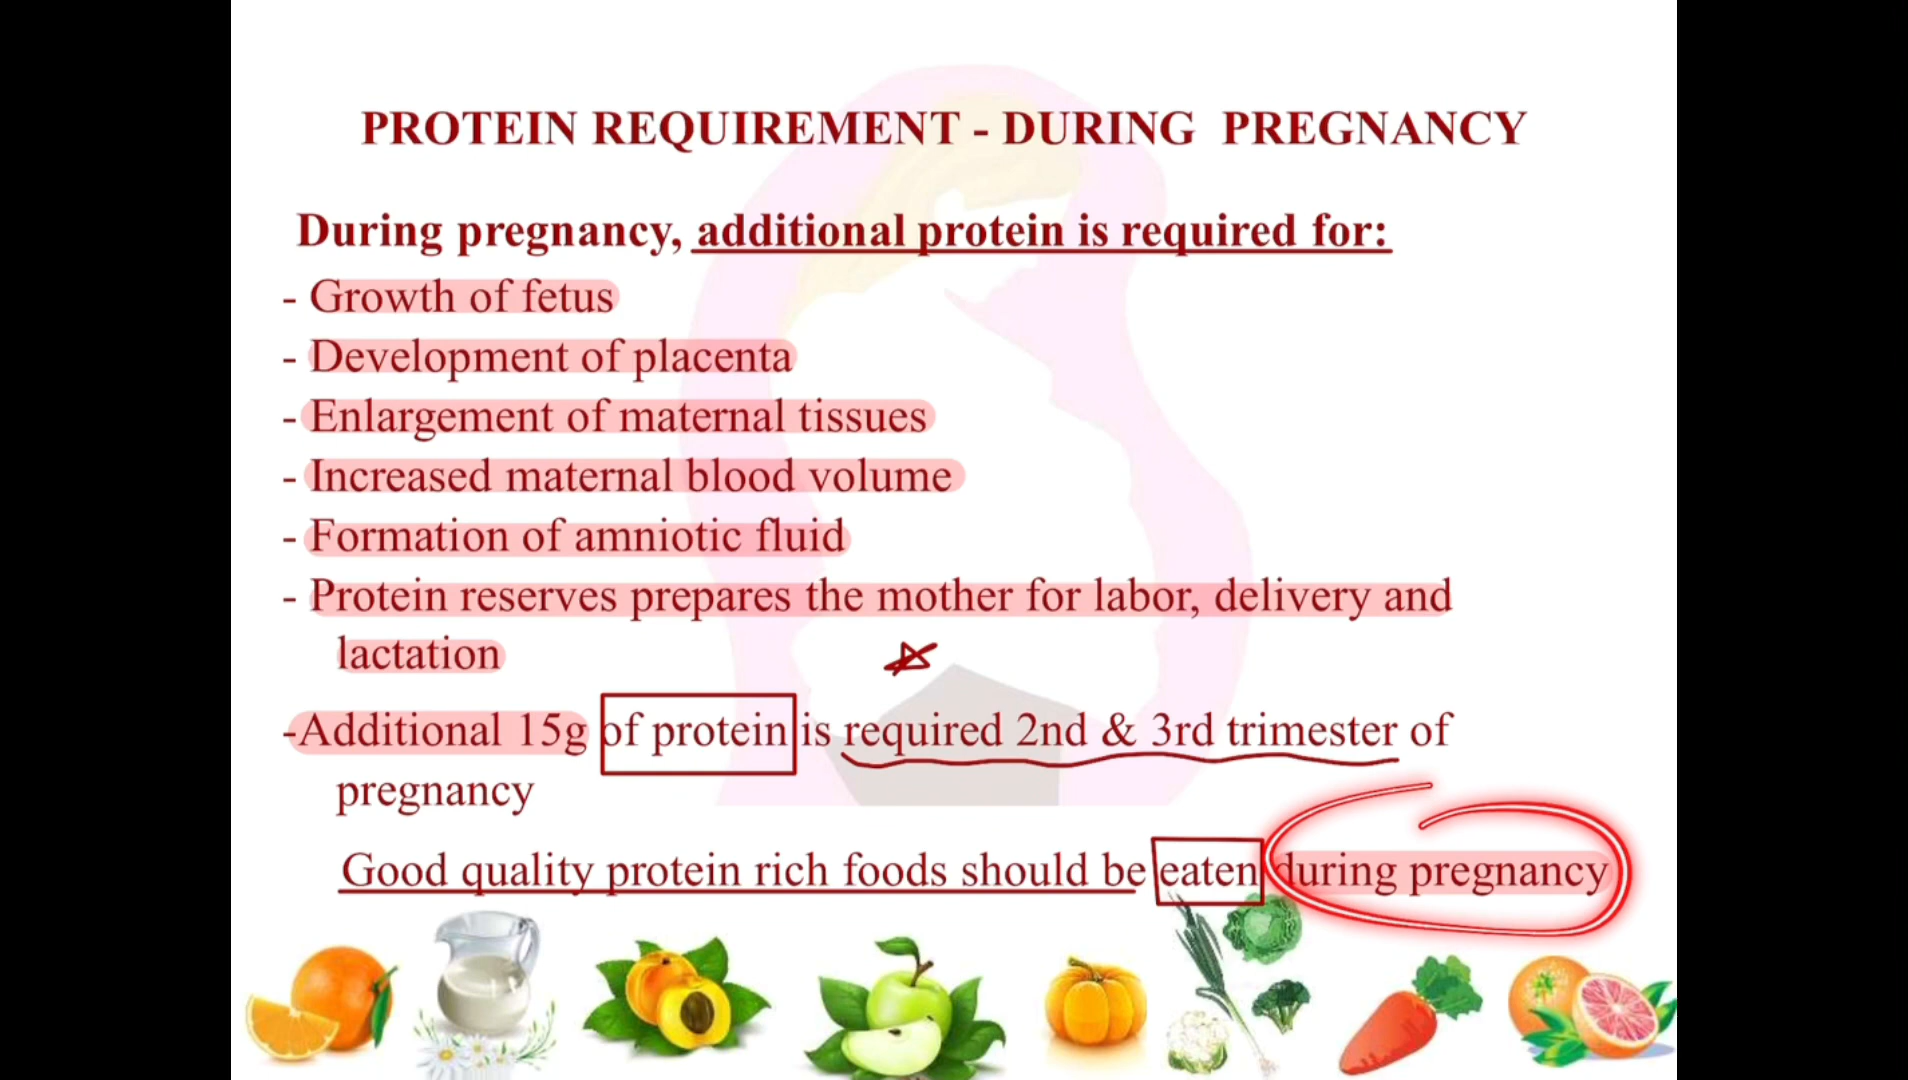 PROTEIN REQUIREMENT - DURING PREGNANCY
During pregnancy, additional protein is required for:
- Growth of fetus
- Development of placenta
- Enlargement of maternal tissues
- Increased maternal blood volume
- Formation of amniotic fluid
- Protein reserves prepares the mother for labor, delivery and
lactation
-Additional 15g of protein is required 2nd & 3rd trimester of
pregnancy
Good quality protein rich foods should be eaten during pregnancy